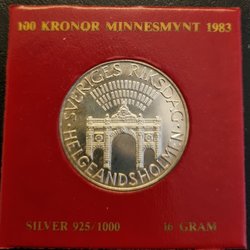 100 KRONOR MINNESMYNT 1983
SVERIGES RIKSDAG
HELGEANDSHOLMEN
SILVER 925/1000 16 GRAM